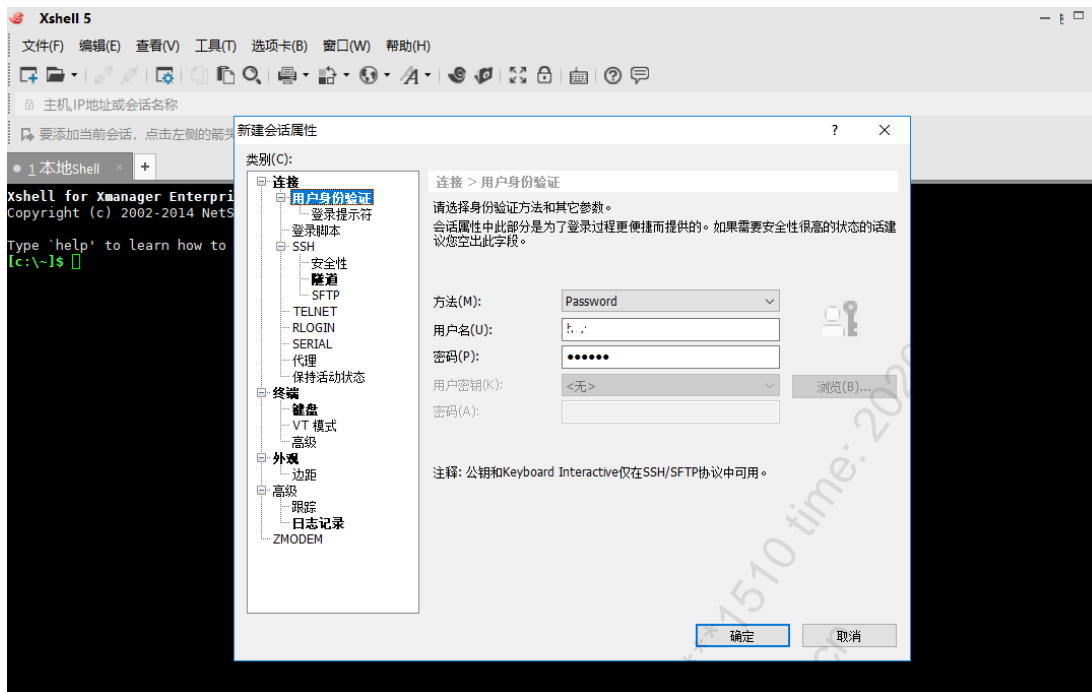 Xshell 5
文件(F) 编辑(E) 查看(V) 工具(T) 选项卡(B) 窗口(W) 帮助(H)
主机,IP地址或会话名称
要添加当前会话，点击左侧的箭头
1 本地Shell × +
Xshell for Xmanager Enterpri
Copyright (c) 2002-2014 NetS
Type `help' to learn how to
[c:\~]$
新建会话属性
类别(C):
连接
用户身份验证
登录提示符
登录脚本
SSH
安全性
隧道
SFTP
TELNET
RLOGIN
SERIAL
代理
保持活动状态
终端
键盘
VT 模式
高级
外观
边距
高级
跟踪
日志记录
ZMODEM
连接 > 用户身份验证
请选择身份验证方法和其它参数。
会话属性中此部分是为了登录过程更便捷而提供的。如果需要安全性很高的状态的话建
议您空出此字段。
方法(M): Password
用户名(U):
密码(P): ●●●●●●
用户密钥(K): <无> 浏览(B)...
密码(A):
注释: 公钥和Keyboard Interactive仅在SSH/SFTP协议中可用。
确定 取消
***1510 time: 202
cn